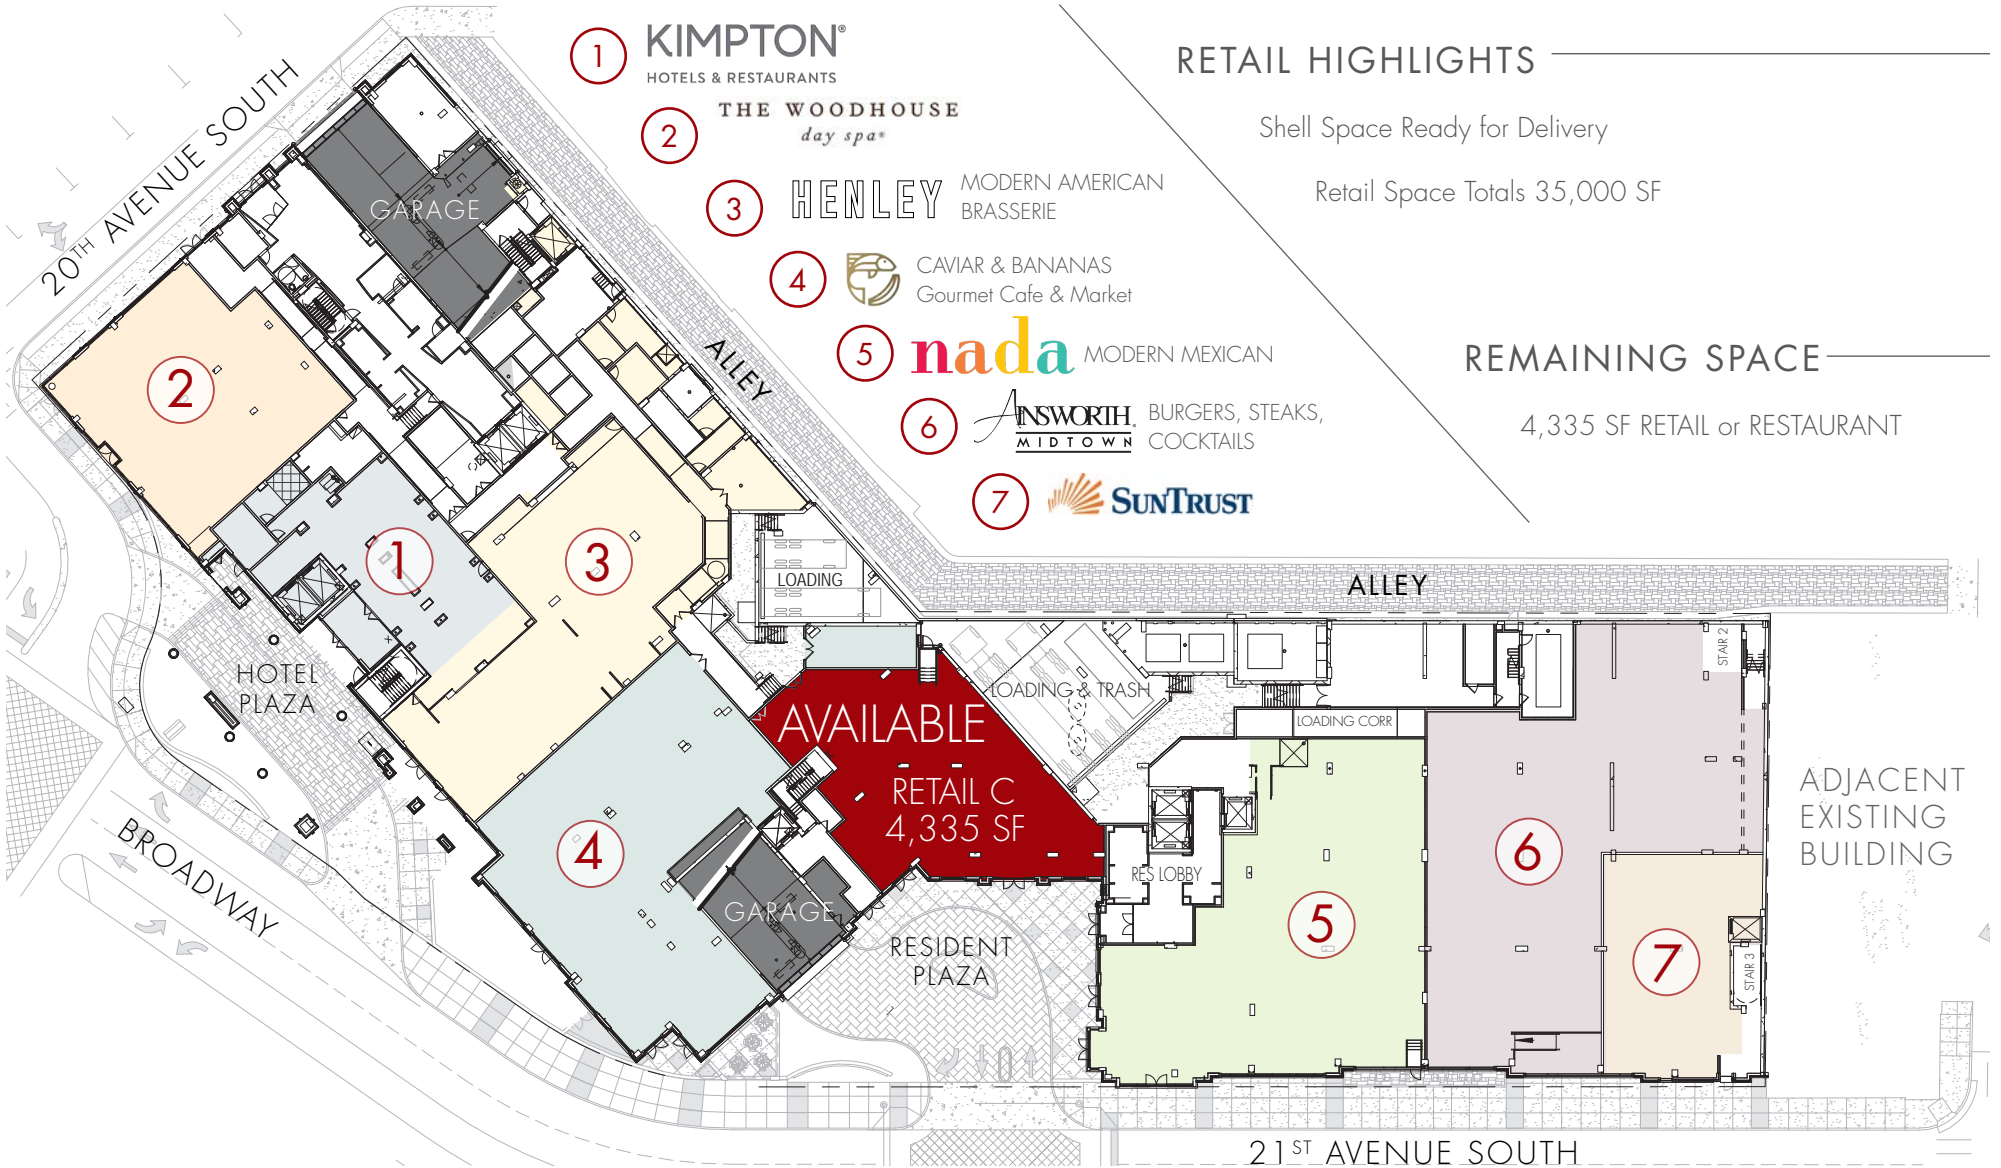 1
KIMPTON®
HOTELS & RESTAURANTS
2
THE WOODHOUSE
day spa®
3
HENLEY
MODERN AMERICAN
BRASSERIE
4
CAVIAR & BANANAS
Gourmet Cafe & Market
5
nada
MODERN MEXICAN
6
AINSWORTH
MIDTOWN
BURGERS, STEAKS,
COCKTAILS
7
SUNTRUST
RETAIL HIGHLIGHTS
Shell Space Ready for Delivery
Retail Space Totals 35,000 SF
REMAINING SPACE
4,335 SF RETAIL or RESTAURANT
20TH AVENUE SOUTH
GARAGE
ALLEY
2
1
3
LOADING
ALLEY
HOTEL
PLAZA
LOADING & TRASH
STAIR 2
LOADING CORR
AVAILABLE
RETAIL C
4,335 SF
ADJACENT
EXISTING
BUILDING
BROADWAY
4
GARAGE
RES LOBBY
5
6
7
STAIR 3
RESIDENT
PLAZA
21ST AVENUE SOUTH